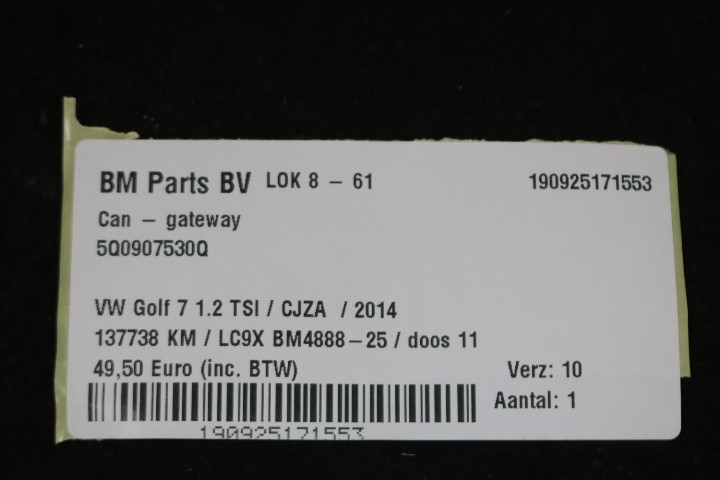 BM Parts BV LOK 8 – 61 190925171553
Can – gateway
5Q0907530Q
VW Golf 7 1.2 TSI / CJZA / 2014
137738 KM / LC9X BM4888–25 / doos 11
49,50 Euro (inc. BTW) Verz: 10
Aantal: 1
190925171553